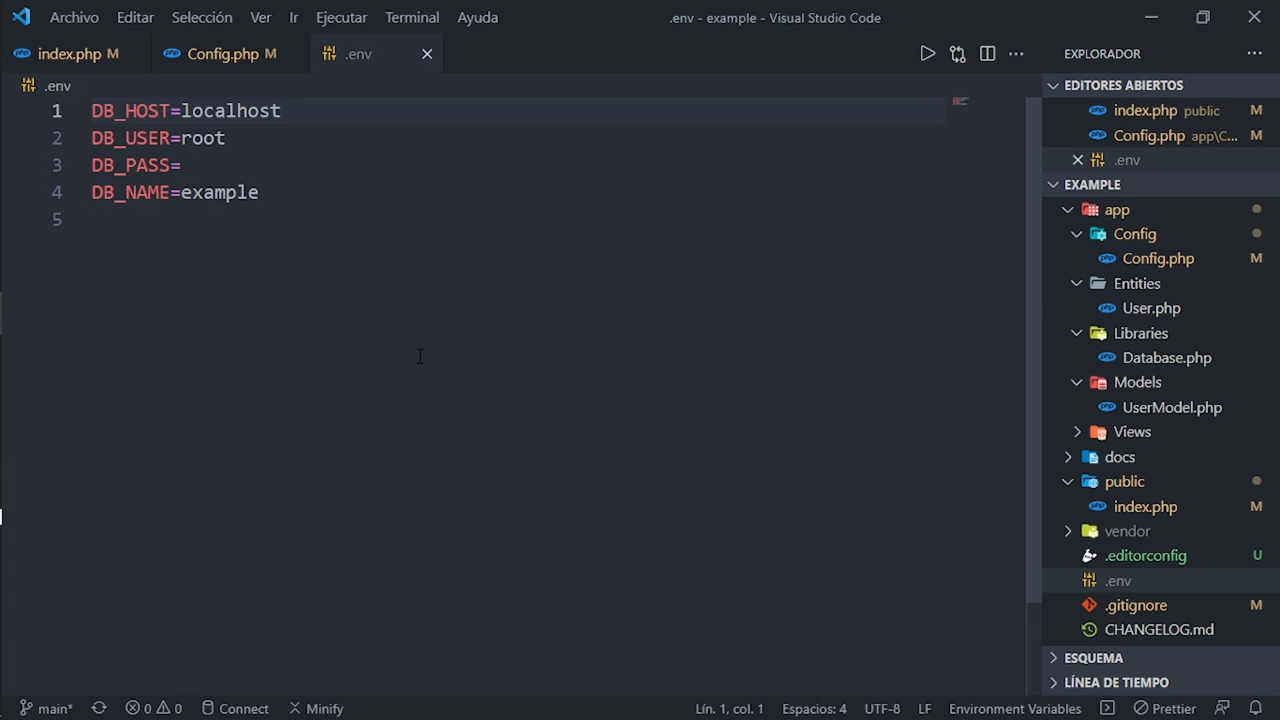 Archivo Editar Selección Ver Ir Ejecutar Terminal Ayuda .env - example - Visual Studio Code
index.php M Config.php M .env
.env
1 DB_HOST=localhost
2 DB_USER=root
3 DB_PASS=
4 DB_NAME=example
5
EXPLORADOR
EDITORES ABIERTOS
index.php public M
Config.php app\C... M
.env
EXAMPLE
app
Config
Config.php M
Entities
User.php
Libraries
Database.php
Models
UserModel.php
Views
docs
public
index.php M
vendor
.editorconfig U
.env
.gitignore M
CHANGELOG.md
ESQUEMA
LÍNEA DE TIEMPO
main* 0 0 Connect Minify Lín. 1, col. 1 Espacios: 4 UTF-8 LF Environment Variables Prettier